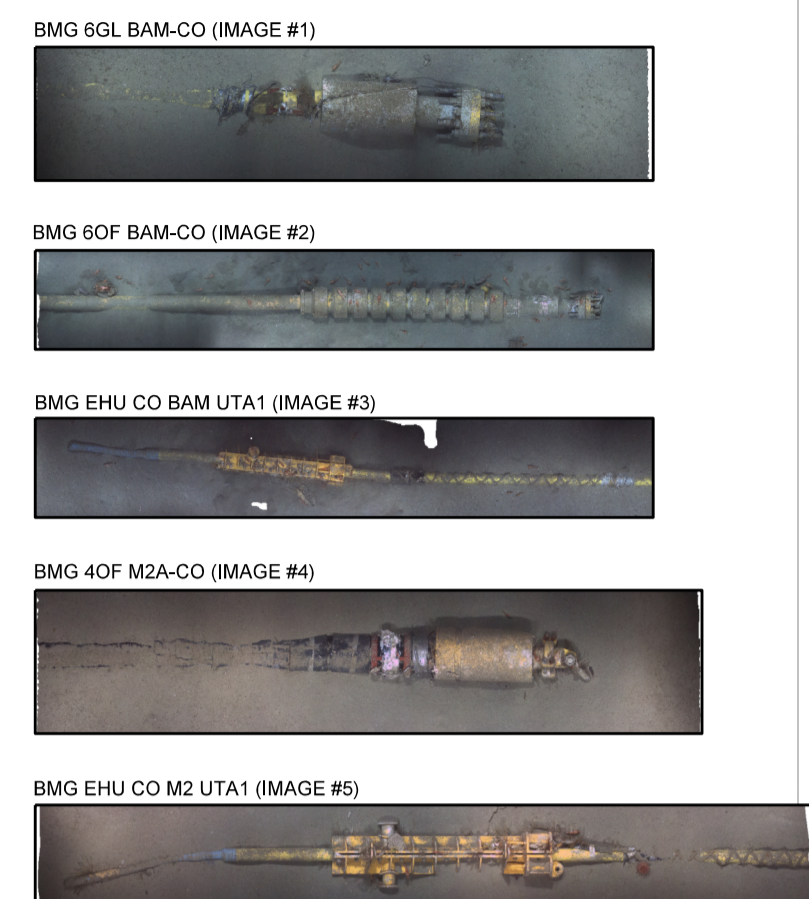 BMG 6GL BAM-CO (IMAGE #1)
BMG 6OF BAM-CO (IMAGE #2)
BMG EHU CO BAM UTA1 (IMAGE #3)
BMG 4OF M2A-CO (IMAGE #4)
BMG EHU CO M2 UTA1 (IMAGE #5)